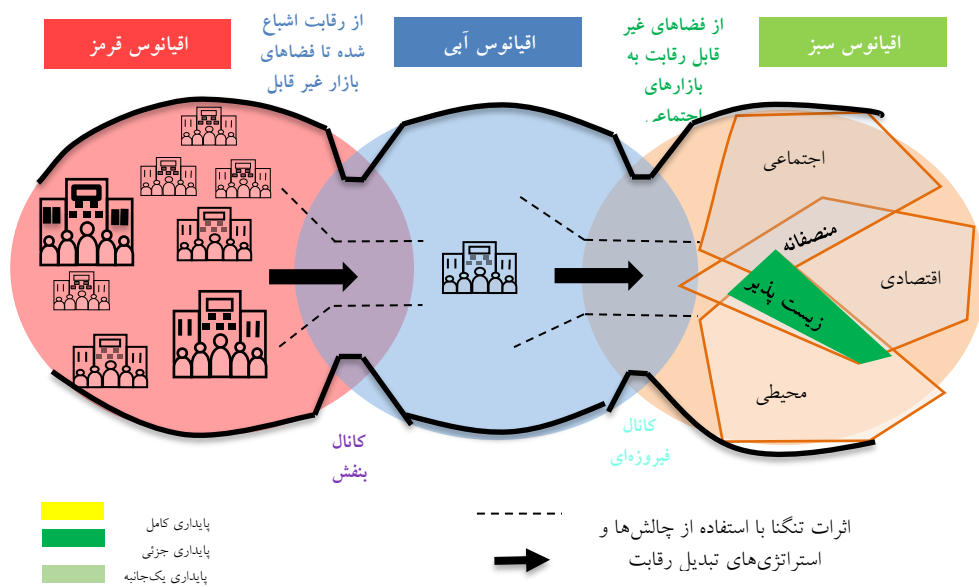 اقیانوس سبز
از فضاهای غیر
قابل رقابت به
بازارهای
اجتماعی
اقیانوس آبی
از رقابت اشباع
شده تا فضاهای
بازار غیر قابل
اقیانوس قرمز
اجتماعی
منصفانه
اقتصادی
زیست پذیر
محیطی
کانال
فیروزه‌ای
کانال
بنفش
اثرات تنگنا با استفاده از چالش‌ها و
استراتژی‌های تبدیل رقابت
پایداری کامل
پایداری جزئی
پایداری یک‌جانبه